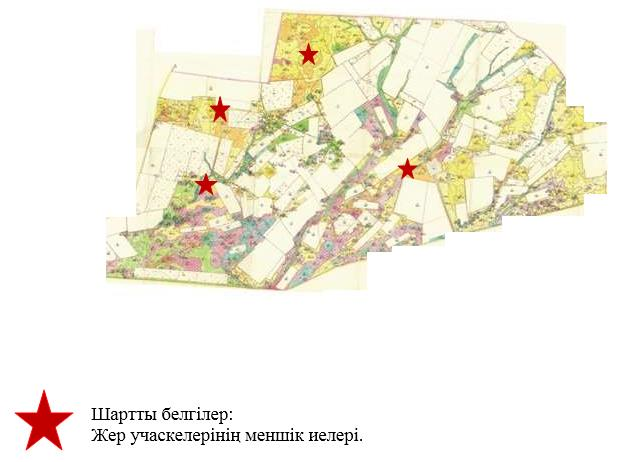 Шартты белгілер:
Жер учаскелерінің меншік иелері.